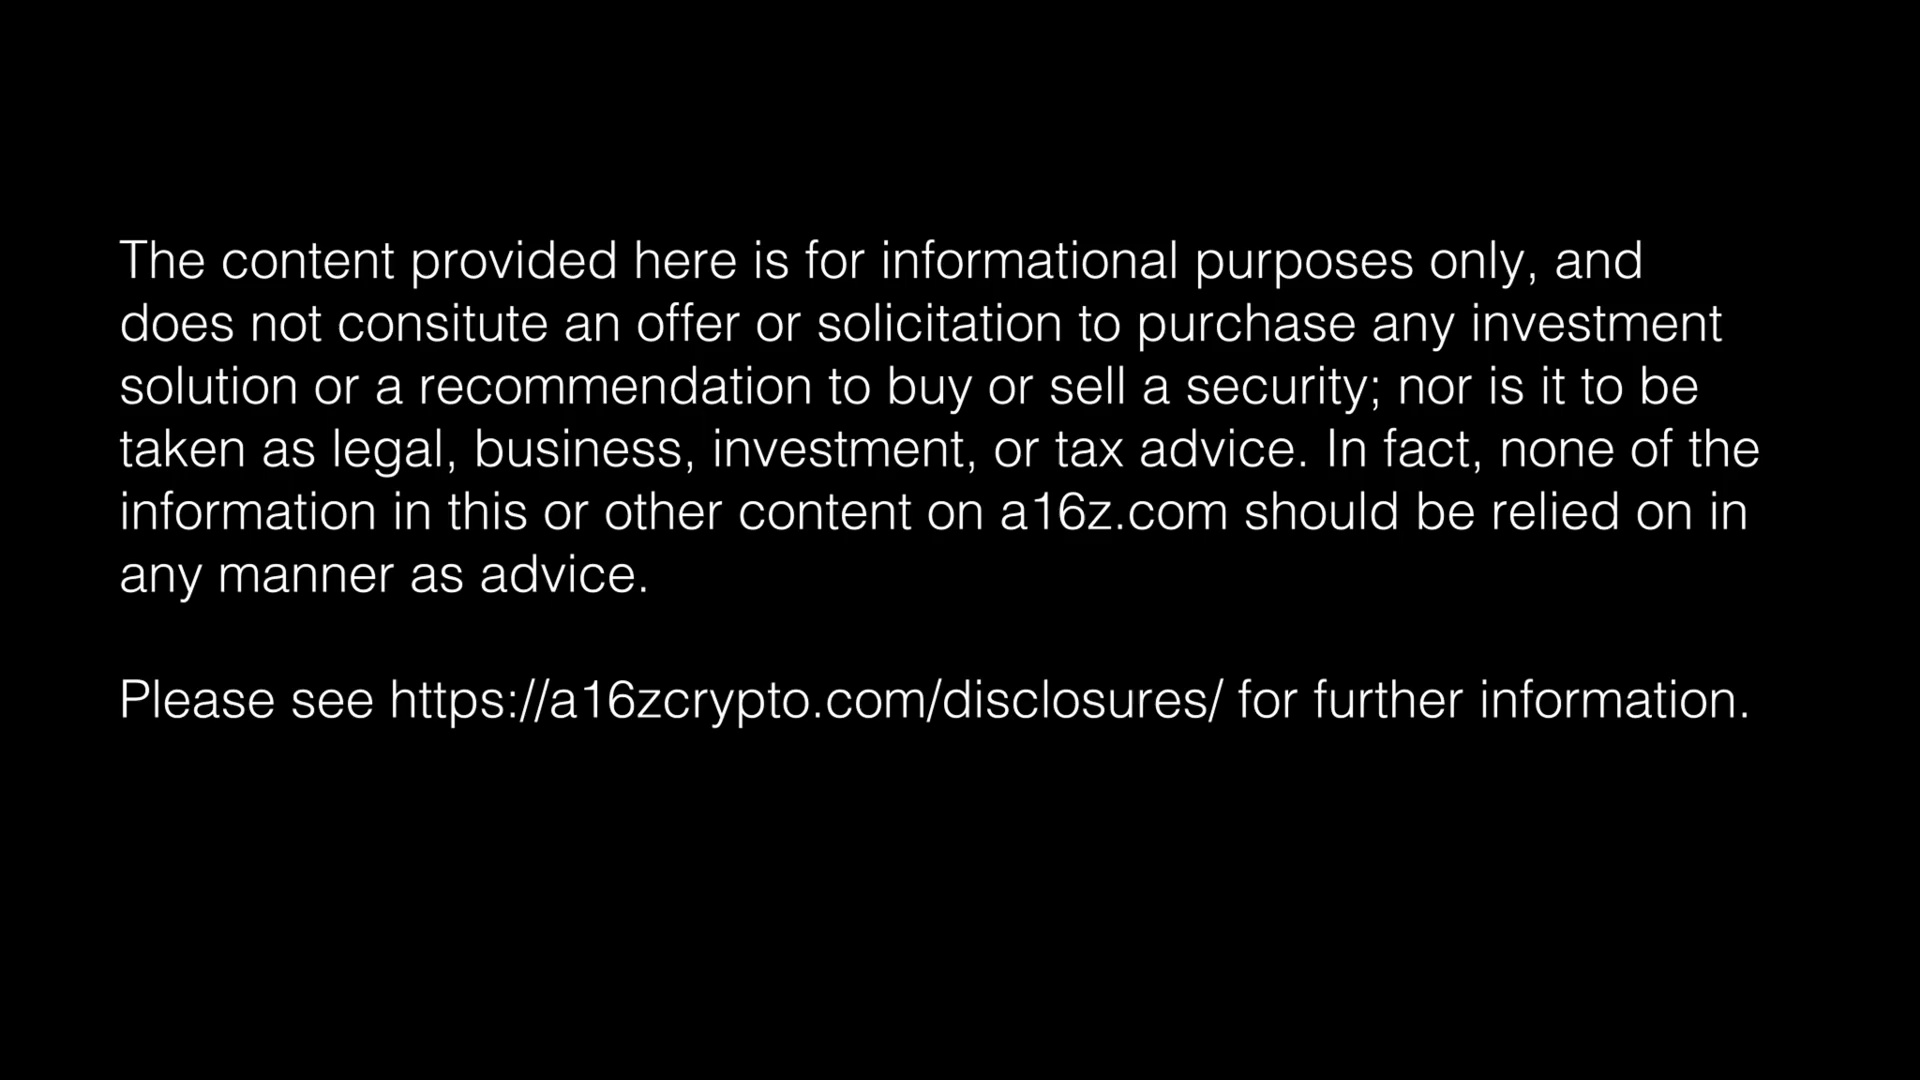 The content provided here is for informational purposes only, and
does not consitute an offer or solicitation to purchase any investment
solution or a recommendation to buy or sell a security; nor is it to be
taken as legal, business, investment, or tax advice. In fact, none of the
information in this or other content on a16z.com should be relied on in
any manner as advice.
Please see https://a16zcrypto.com/disclosures/ for further information.